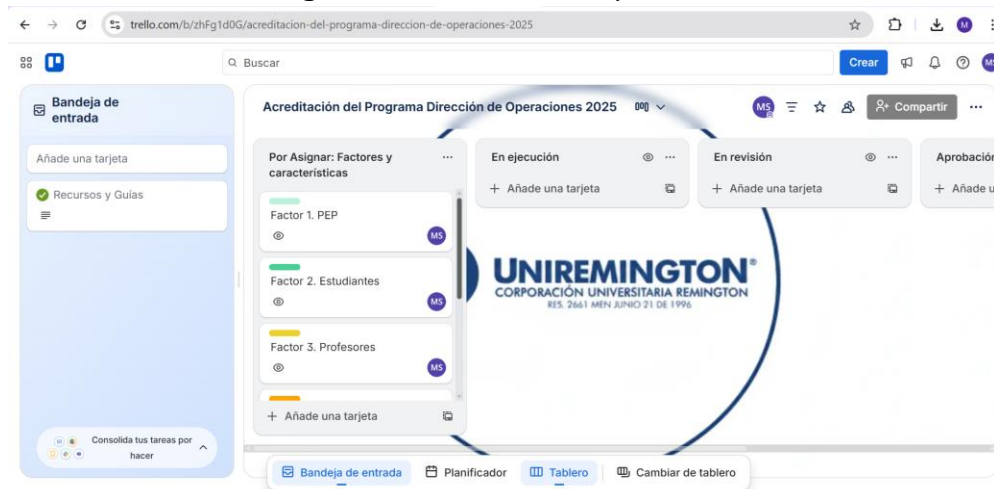 trello.com/b/zhFg1d0G/acreditacion-del-programa-direccion-de-operaciones-2025
M
Buscar
Crear
MS
Bandeja de
entrada
Añade una tarjeta
Recursos y Guías
Consolida tus tareas por
hacer
Acreditación del Programa Dirección de Operaciones 2025
MS
Compartir
Por Asignar: Factores y
características
Factor 1. PEP
MS
Factor 2. Estudiantes
MS
Factor 3. Profesores
MS
Añade una tarjeta
En ejecución
Añade una tarjeta
En revisión
Añade una tarjeta
Aprobación
Añade u
UNIREMINGTON®
CORPORACIÓN UNIVERSITARIA REMINGTON
RES. 2661 MEN JUNIO 21 DE 1996
Bandeja de entrada
Planificador
Tablero
Cambiar de tablero